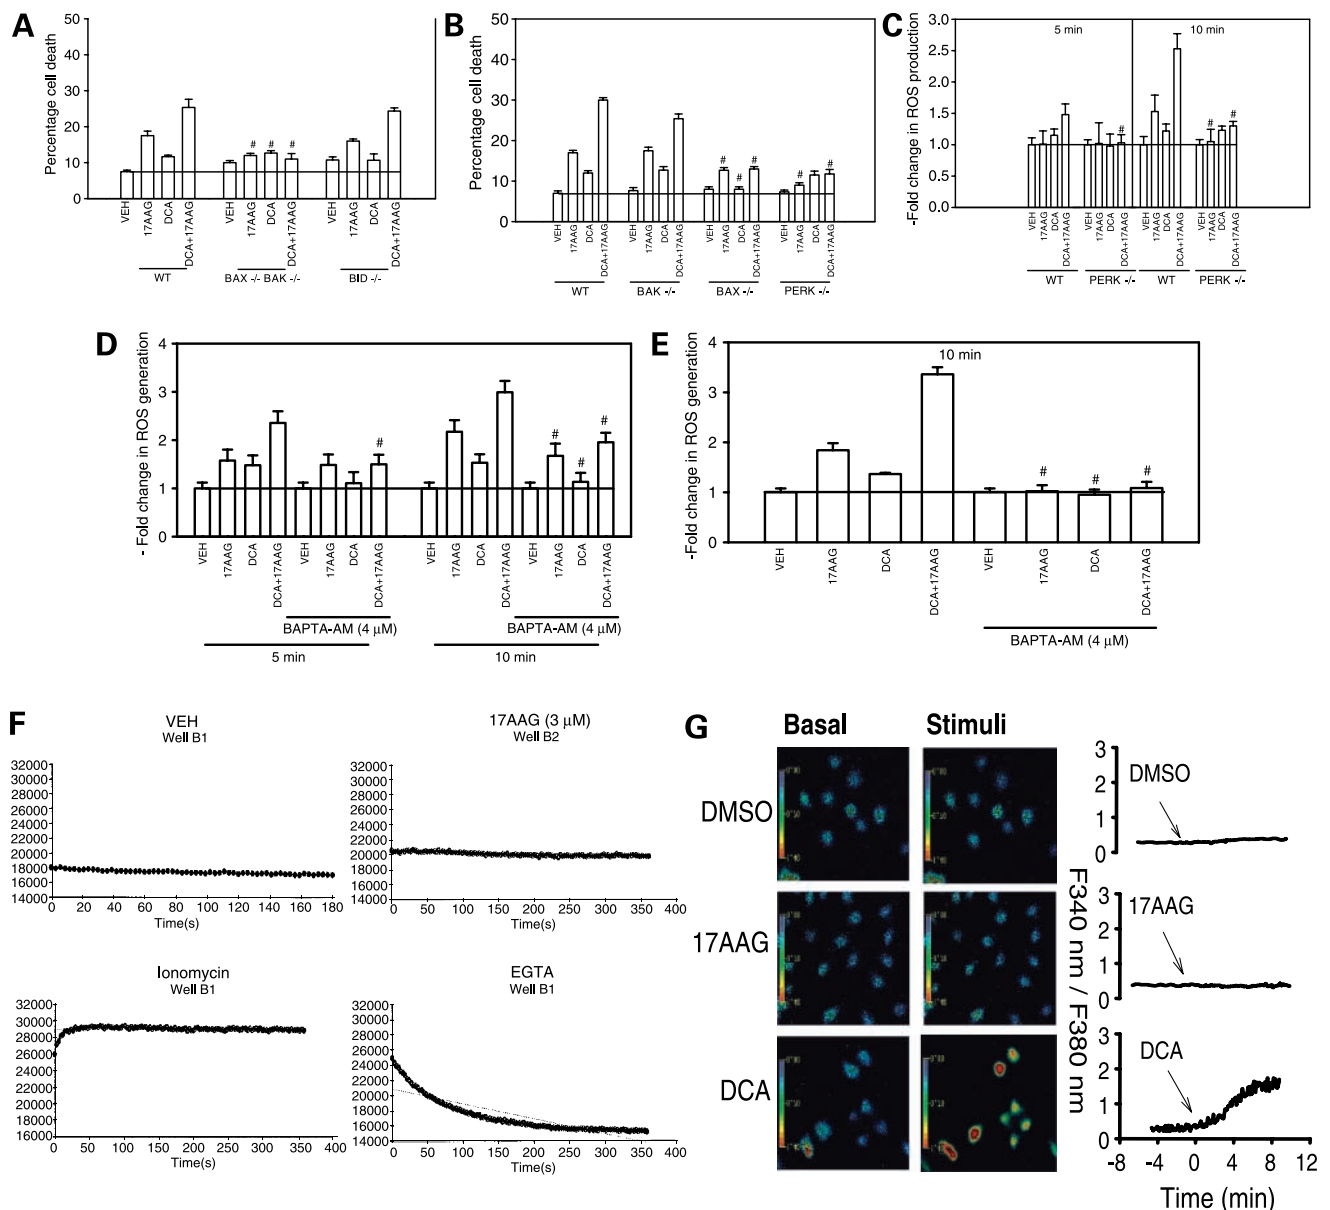 A
Percentage cell death
50
40
30
20
10
0
VEH
17AAG
DCA
DCA+17AAG
VEH
17AAG
DCA
DCA+17AAG
VEH
17AAG
DCA
DCA+17AAG
# # #
WT
BAX -/- BAK -/-
BID -/-
B
Percentage cell death
50
40
30
20
10
0
VEH
17AAG
DCA
DCA+17AAG
VEH
17AAG
DCA
DCA+17AAG
VEH
17AAG
DCA
DCA+17AAG
VEH
17AAG
DCA
DCA+17AAG
# # # # #
WT
BAK -/-
BAX -/-
PERK -/-
C
-Fold change in ROS production
3.0
2.5
2.0
1.5
1.0
0.5
0.0
5 min
10 min
# # #
VEH
17AAG
DCA
DCA+17AAG
VEH
17AAG
DCA
DCA+17AAG
VEH
17AAG
DCA
DCA+17AAG
VEH
17AAG
DCA
DCA+17AAG
WT
PERK -/-
WT
PERK -/-
D
- Fold change in ROS generation
4
3
2
1
0
# # # #
VEH
17AAG
DCA
DCA+17AAG
VEH
17AAG
DCA
DCA+17AAG
VEH
17AAG
DCA
DCA+17AAG
VEH
17AAG
DCA
DCA+17AAG
BAPTA-AM (4 μM)
BAPTA-AM (4 μM)
5 min
10 min
E
-Fold change in ROS generation
4
3
2
1
0
10 min
# # #
VEH
17AAG
DCA
DCA+17AAG
VEH
17AAG
DCA
DCA+17AAG
BAPTA-AM (4 μM)
F
VEH
Well B1
32000
30000
28000
26000
24000
22000
20000
18000
16000
14000
0 20 40 60 80 100 120 140 160 180
Time(s)
17AAG (3 μM)
Well B2
32000
30000
28000
26000
24000
22000
20000
18000
16000
14000
0 50 100 150 200 250 300 350 400
Time(s)
Ionomycin
Well B1
32000
30000
28000
26000
24000
22000
20000
18000
16000
0 50 100 150 200 250 300 350 400
Time(s)
EGTA
Well B1
32000
30000
28000
26000
24000
22000
20000
18000
16000
14000
0 50 100 150 200 250 300 350 400
Time(s)
G
Basal
Stimuli
DMSO
17AAG
DCA
F340 nm / F380 nm
3
2
1
0
DMSO
3
2
1
0
17AAG
3
2
1
0
DCA
-8 -4 0 4 8 12
Time (min)